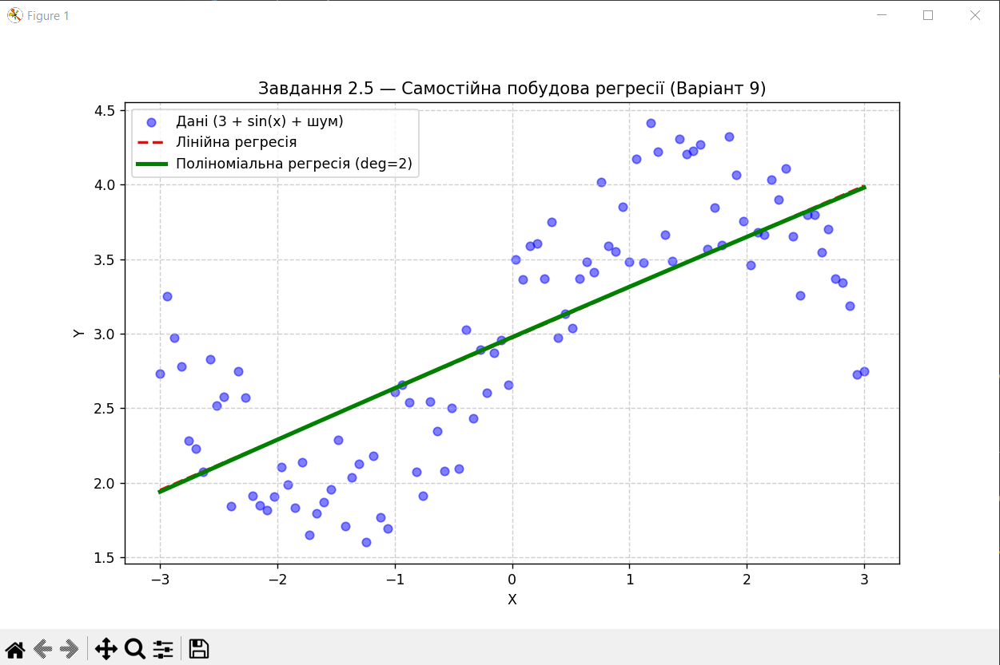 Figure 1
Завдання 2.5 — Самостійна побудова регресії (Варіант 9)
Дані (3 + sin(x) + шум)
Лінійна регресія
Поліноміальна регресія (deg=2)
4.5
4.0
3.5
3.0
2.5
2.0
1.5
Y
−3
−2
−1
0
1
2
3
X